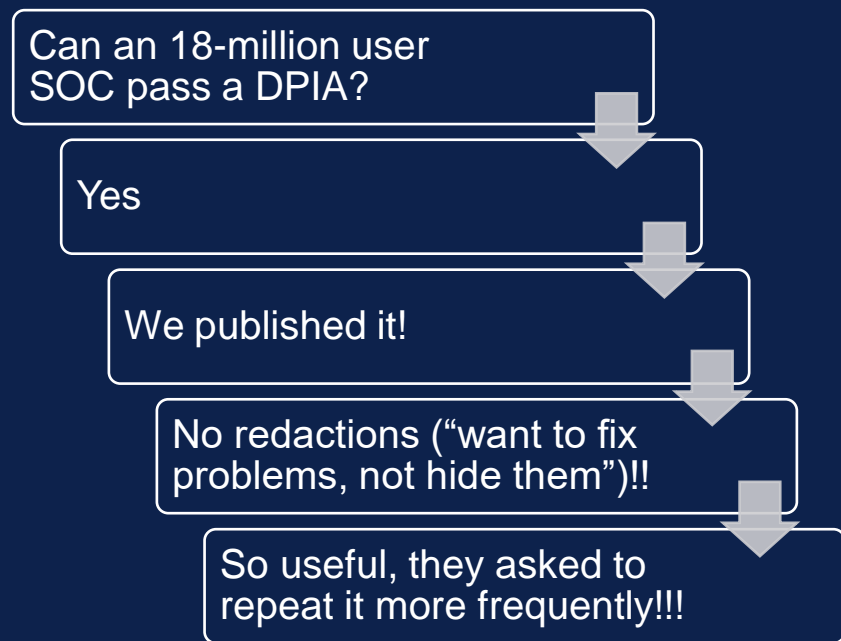 Can an 18-million user
SOC pass a DPIA?
Yes
We published it!
No redactions (“want to fix
problems, not hide them”)!!
So useful, they asked to
repeat it more frequently!!!